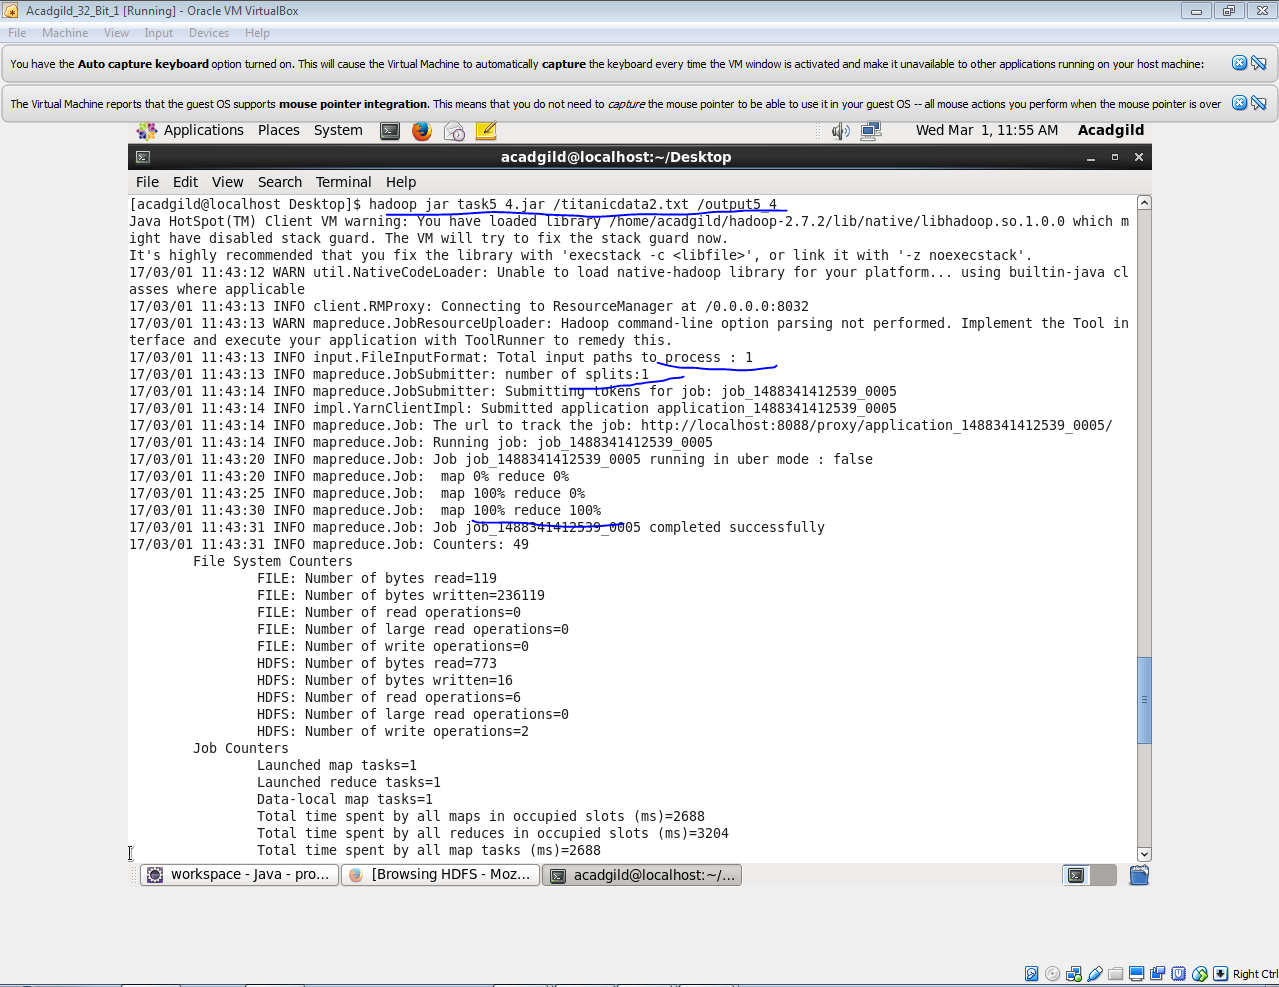 Acadgild_32_Bit_1 [Running] - Oracle VM VirtualBox
File Machine View Input Devices Help
You have the Auto capture keyboard option turned on. This will cause the Virtual Machine to automatically capture the keyboard every time the VM window is activated and make it unavailable to other applications running on your host machine:
The Virtual Machine reports that the guest OS supports mouse pointer integration. This means that you do not need to capture the mouse pointer to be able to use it in your guest OS -- all mouse actions you perform when the mouse pointer is over
Applications Places System Wed Mar 1, 11:55 AM Acadgild
acadgild@localhost:~/Desktop
File Edit View Search Terminal Help
[acadgild@localhost Desktop]$ hadoop jar task5_4.jar /titanicdata2.txt /output5_4
Java HotSpot(TM) Client VM warning: You have loaded library /home/acadgild/hadoop-2.7.2/lib/native/libhadoop.so.1.0.0 which m
ight have disabled stack guard. The VM will try to fix the stack guard now.
It's highly recommended that you fix the library with 'execstack -c <libfile>', or link it with '-z noexecstack'.
17/03/01 11:43:12 WARN util.NativeCodeLoader: Unable to load native-hadoop library for your platform... using builtin-java cl
asses where applicable
17/03/01 11:43:13 INFO client.RMProxy: Connecting to ResourceManager at /0.0.0.0:8032
17/03/01 11:43:13 WARN mapreduce.JobResourceUploader: Hadoop command-line option parsing not performed. Implement the Tool in
terface and execute your application with ToolRunner to remedy this.
17/03/01 11:43:13 INFO input.FileInputFormat: Total input paths to process : 1
17/03/01 11:43:13 INFO mapreduce.JobSubmitter: number of splits:1
17/03/01 11:43:14 INFO mapreduce.JobSubmitter: Submitting tokens for job: job_1488341412539_0005
17/03/01 11:43:14 INFO impl.YarnClientImpl: Submitted application application_1488341412539_0005
17/03/01 11:43:14 INFO mapreduce.Job: The url to track the job: http://localhost:8088/proxy/application_1488341412539_0005/
17/03/01 11:43:14 INFO mapreduce.Job: Running job: job_1488341412539_0005
17/03/01 11:43:20 INFO mapreduce.Job: Job job_1488341412539_0005 running in uber mode : false
17/03/01 11:43:20 INFO mapreduce.Job:  map 0% reduce 0%
17/03/01 11:43:25 INFO mapreduce.Job:  map 100% reduce 0%
17/03/01 11:43:30 INFO mapreduce.Job:  map 100% reduce 100%
17/03/01 11:43:31 INFO mapreduce.Job: Job job_1488341412539_0005 completed successfully
17/03/01 11:43:31 INFO mapreduce.Job: Counters: 49
File System Counters
FILE: Number of bytes read=119
FILE: Number of bytes written=236119
FILE: Number of read operations=0
FILE: Number of large read operations=0
FILE: Number of write operations=0
HDFS: Number of bytes read=773
HDFS: Number of bytes written=16
HDFS: Number of read operations=6
HDFS: Number of large read operations=0
HDFS: Number of write operations=2
Job Counters
Launched map tasks=1
Launched reduce tasks=1
Data-local map tasks=1
Total time spent by all maps in occupied slots (ms)=2688
Total time spent by all reduces in occupied slots (ms)=3204
Total time spent by all map tasks (ms)=2688
workspace - Java - pro... [Browsing HDFS - Moz... acadgild@localhost:~/...
Right Ctrl